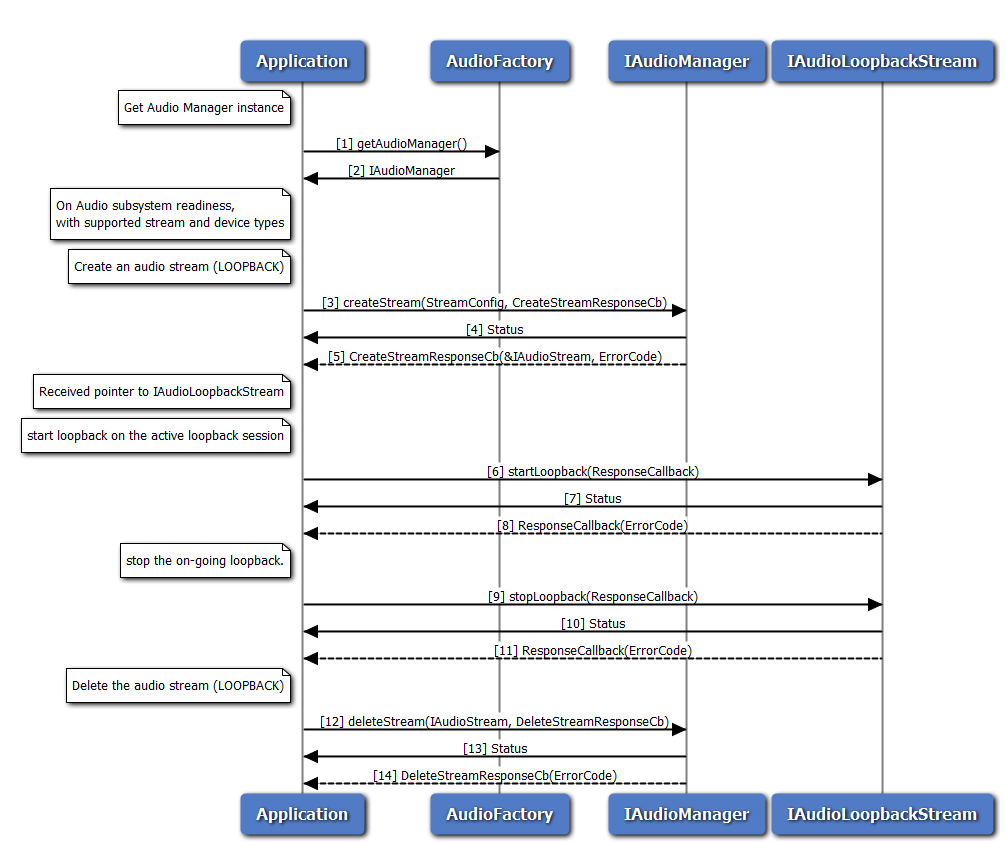 Application
AudioFactory
IAudioManager
IAudioLoopbackStream
Get Audio Manager instance
[1] getAudioManager()
[2] IAudioManager
On Audio subsystem readiness,
with supported stream and device types
Create an audio stream (LOOPBACK)
[3] createStream(StreamConfig, CreateStreamResponseCb)
[4] Status
[5] CreateStreamResponseCb(&IAudioStream, ErrorCode)
Received pointer to IAudioLoopbackStream
start loopback on the active loopback session
[6] startLoopback(ResponseCallback)
[7] Status
[8] ResponseCallback(ErrorCode)
stop the on-going loopback.
[9] stopLoopback(ResponseCallback)
[10] Status
[11] ResponseCallback(ErrorCode)
Delete the audio stream (LOOPBACK)
[12] deleteStream(IAudioStream, DeleteStreamResponseCb)
[13] Status
[14] DeleteStreamResponseCb(ErrorCode)
Application
AudioFactory
IAudioManager
IAudioLoopbackStream